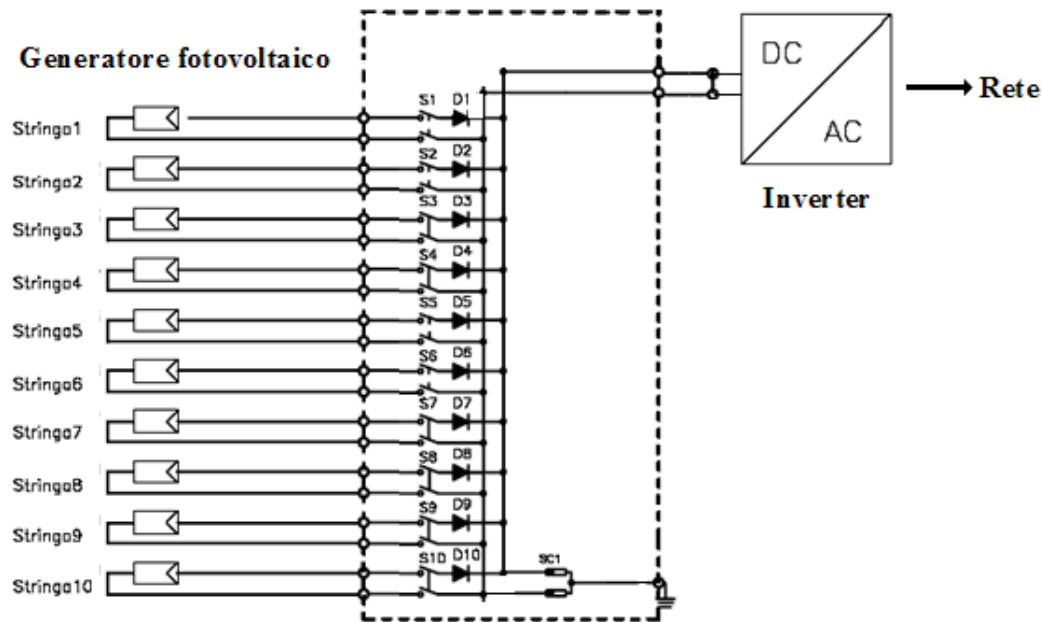 Generatore fotovoltaico
DC
AC
Rete
Inverter
Stringa1
S1 D1
Stringa2
S2 D2
Stringa3
S3 D3
Stringa4
S4 D4
Stringa5
S5 D5
Stringa6
S6 D6
Stringa7
S7 D7
Stringa8
S8 D8
Stringa9
S9 D9
Stringa10
S10 D10
SC1